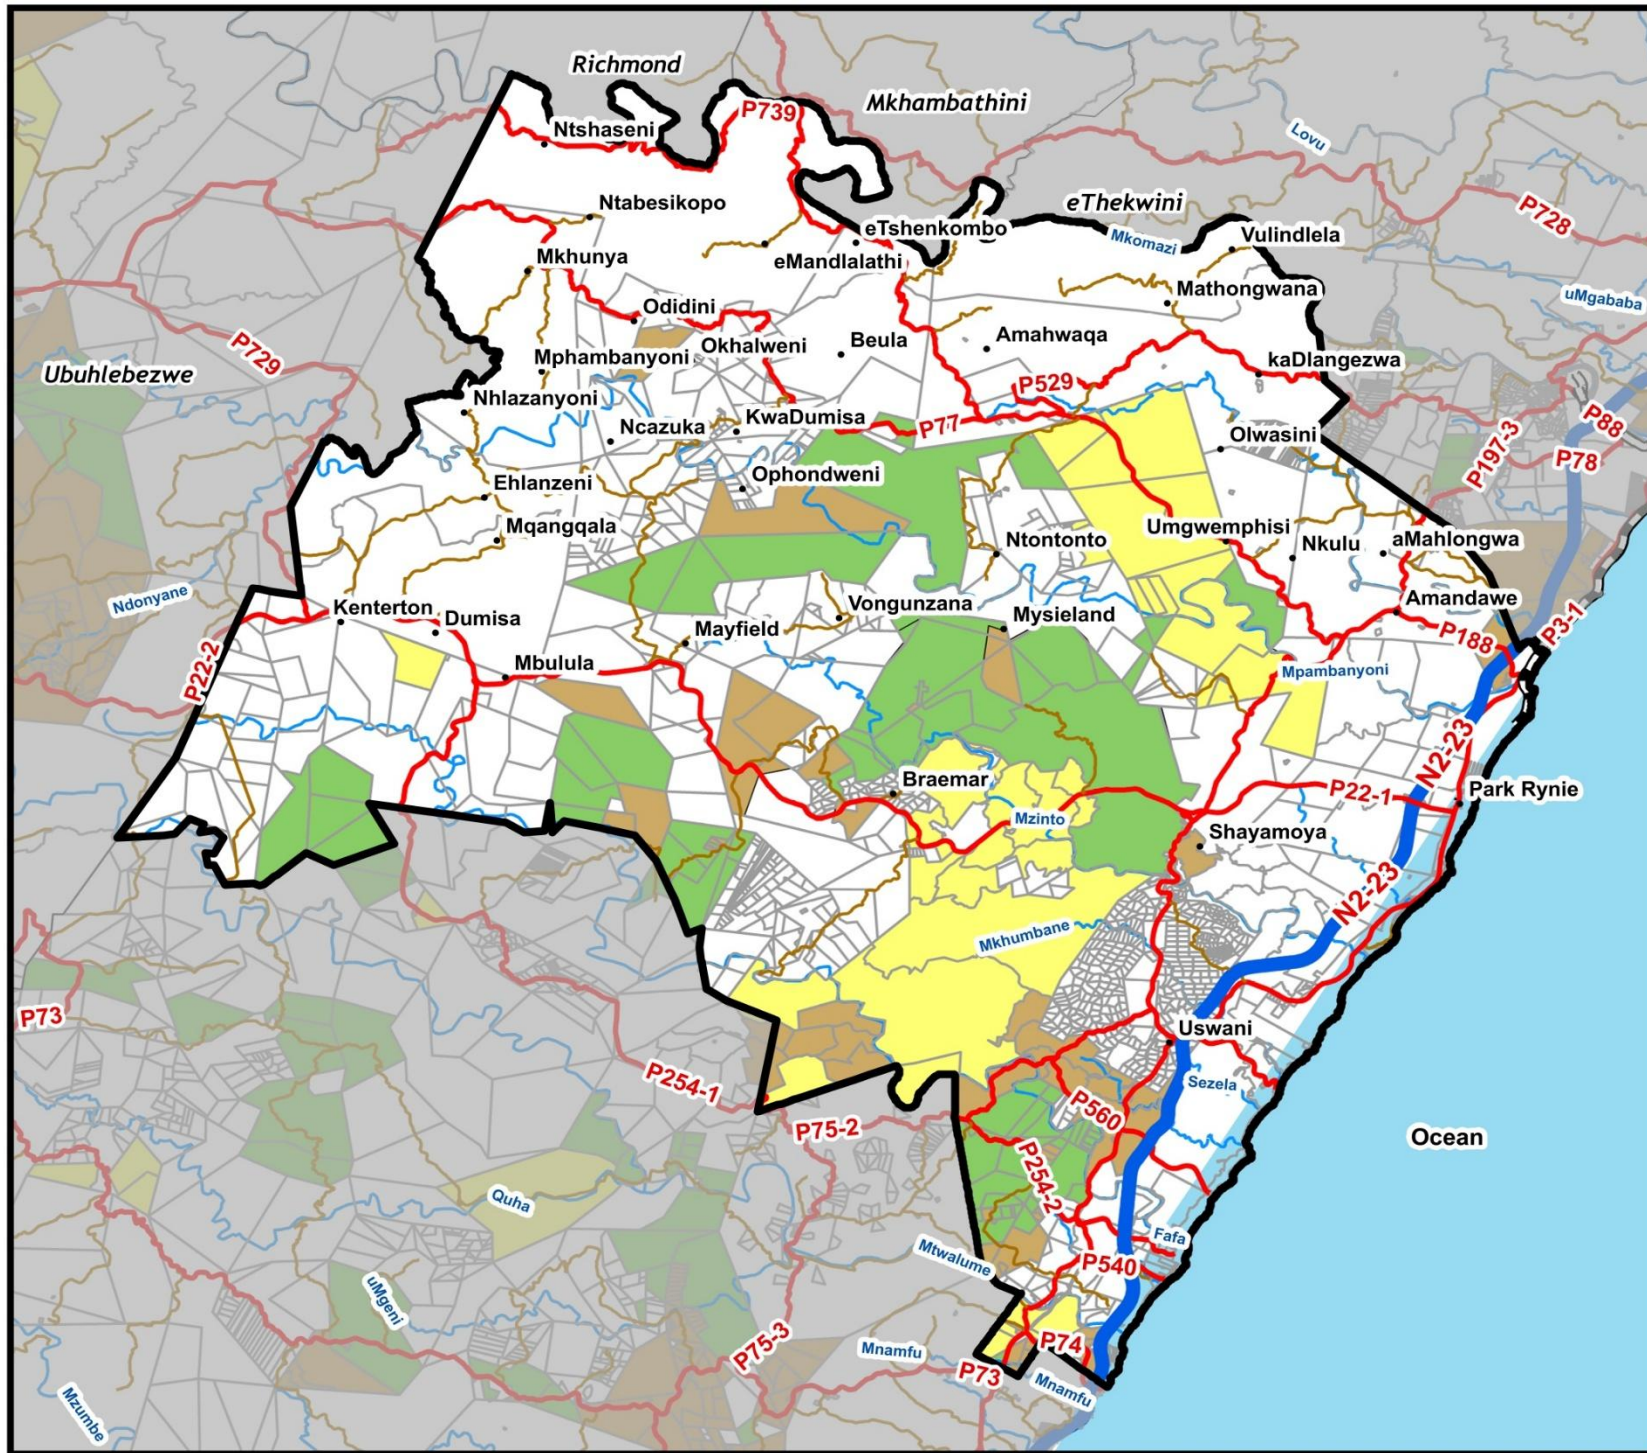 Richmond
Mkhambathini
P739
Ntshaseni
Lovu
Ntabesikopo
eThekwini
P728
eTshenkombo
Mkomazi
Vulindlela
Mkhunya
eMandlalathi
Mathongwana
uMgababa
Odidini
Amahwaqa
Beula
Okhalweni
P729
Mphambanyoni
kaDlangezwa
Ubuhlebezwe
P529
Nhlazanyoni
KwaDumisa
P77
P88
Ncazuka
Olwasini
P197-3
P78
Ophondweni
Ehlanzeni
Mqangqala
Umgwemphisi
Ntontonto
Nkulu
aMahlongwa
Ndonyane
Kenterton
Vongunzana
Amandawe
Dumisa
Mayfield
Mysieland
P188
P3-1
Mbulula
P22-2
Mpambanyoni
N2-23
Braemar
P22-1
Park Rynie
Mzinto
Shayamoya
N2-23
Mkhumbane
P73
Uswani
P254-1
Sezela
P560
P75-2
Ocean
P254-2
Quha
Fafa
Mtwalume
P540
uMgeni
P75-3
Mnamfu
P74
P73
Mnamfu
Mzumbe